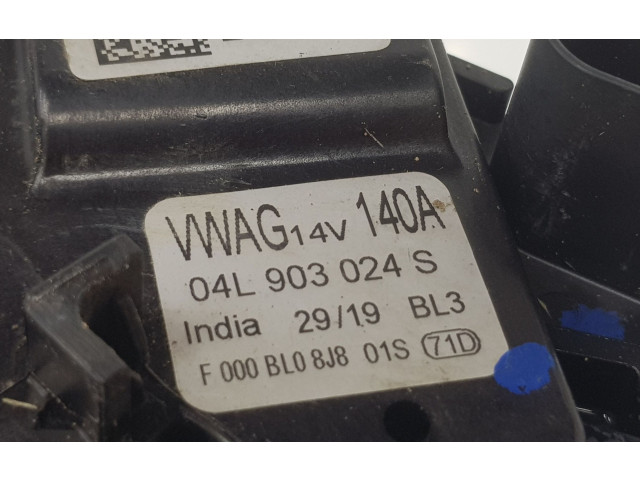 VWAG 14V 140A
04L 903 024 S
India 29/19 BL3
F 000 BL0 8J8 01S 71D